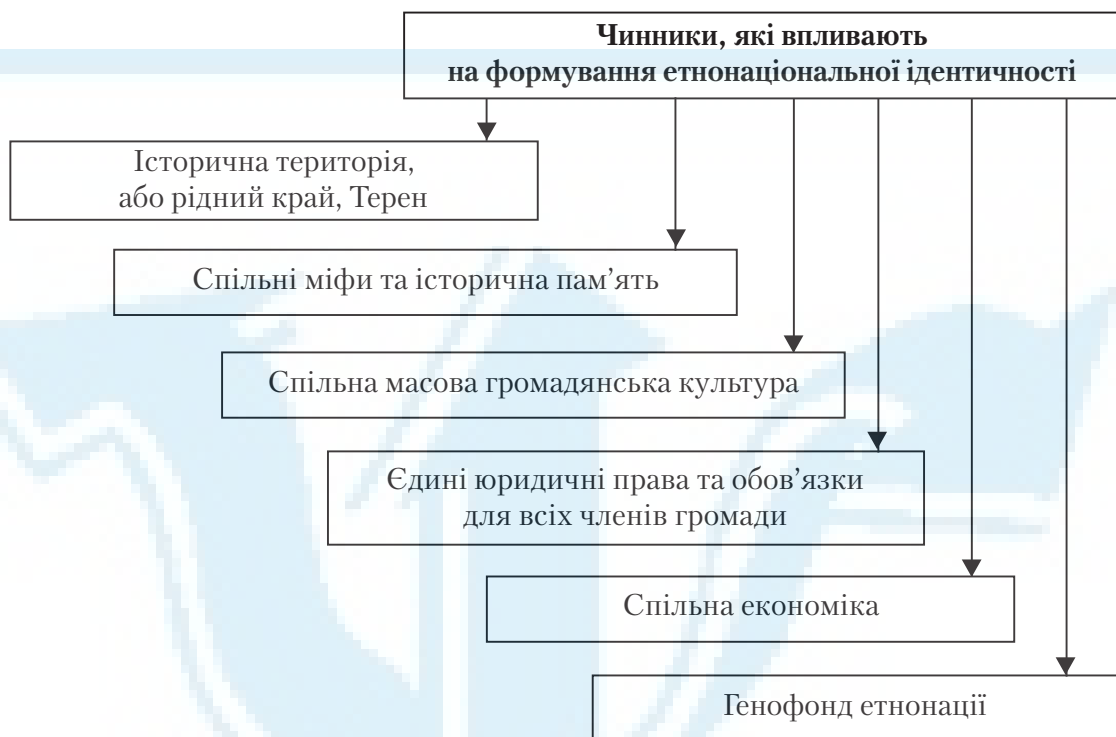 Чинники, які впливають
на формування етнонаціональної ідентичності
Історична територія,
або рідний край, Терен
Спільні міфи та історична пам’ять
Спільна масова громадянська культура
Єдині юридичні права та обов’язки
для всіх членів громади
Спільна економіка
Генофонд етнонації